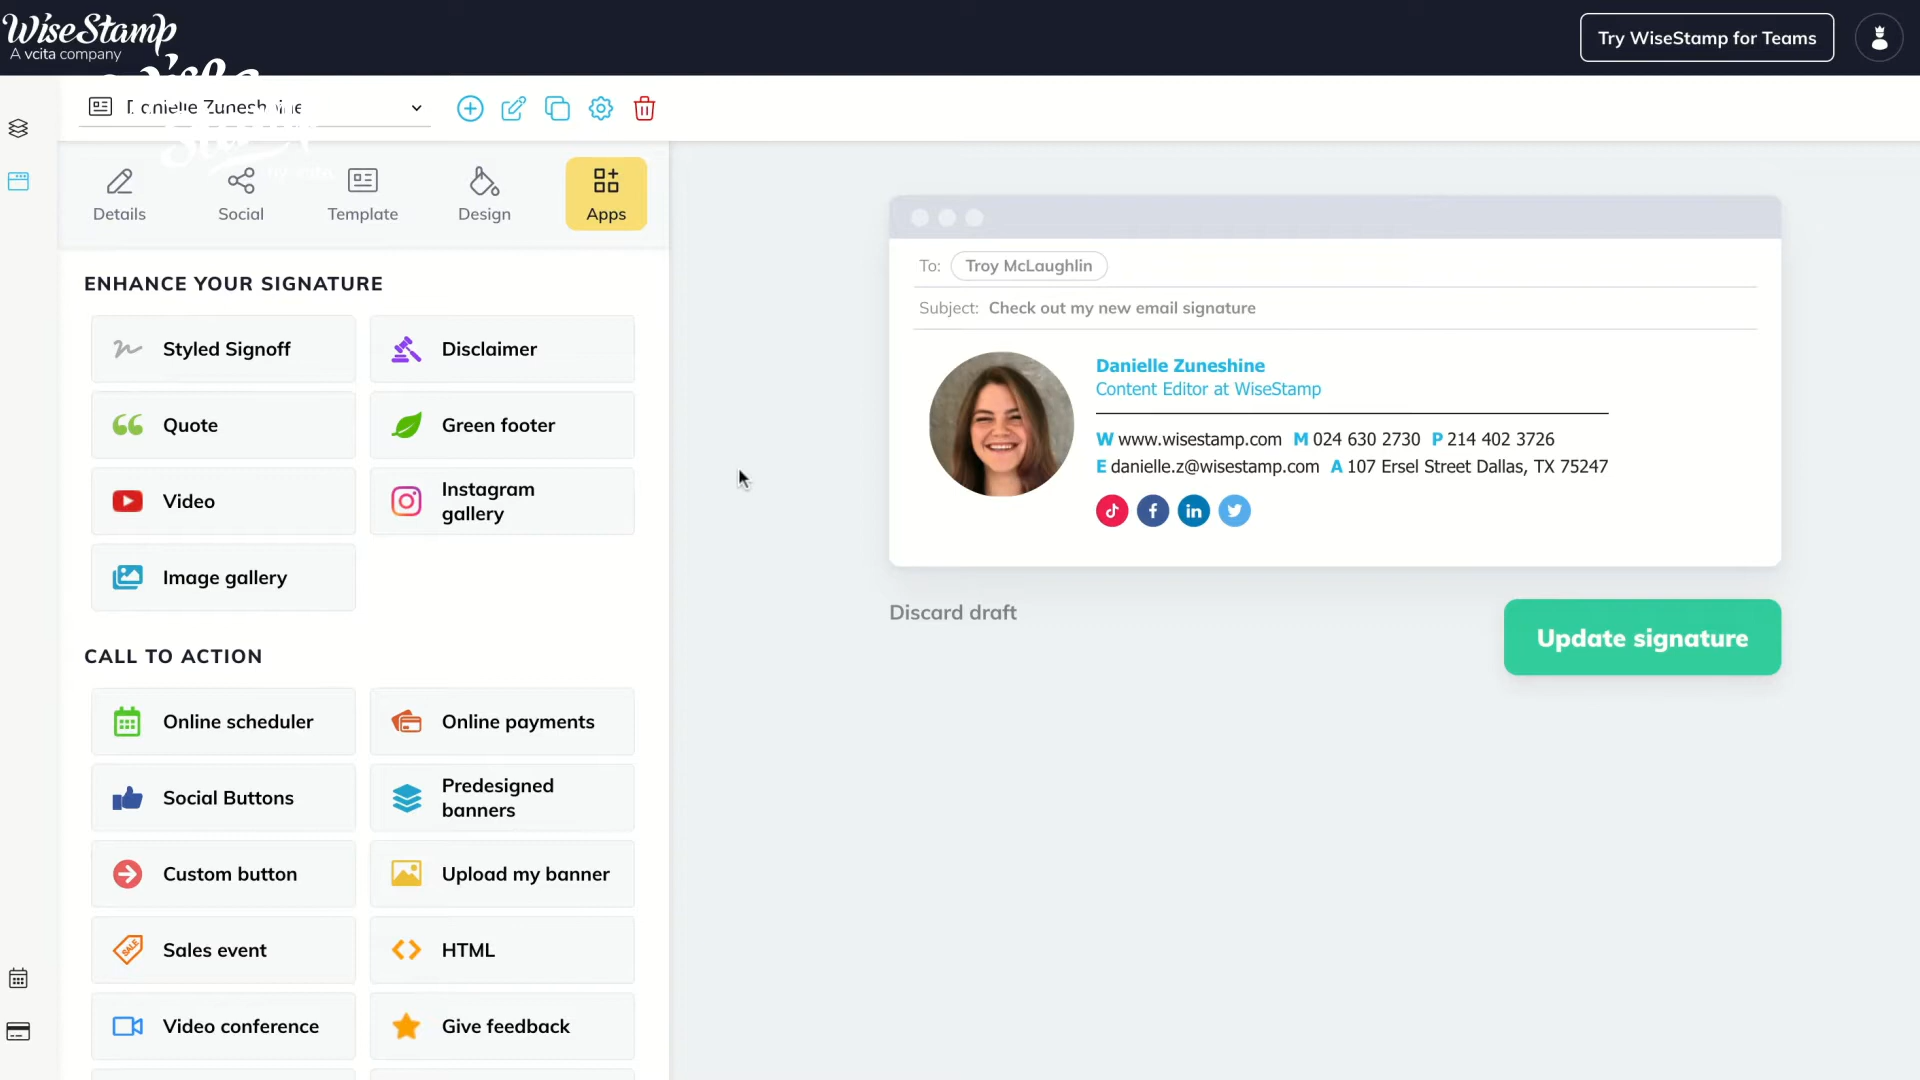 WiseStamp
A vcita company
Try WiseStamp for Teams
Danielle Zuneshine
Details
Social
Template
Design
Apps
ENHANCE YOUR SIGNATURE
Styled Signoff
Disclaimer
Quote
Green footer
Video
Instagram
gallery
Image gallery
CALL TO ACTION
Online scheduler
Online payments
Social Buttons
Predesigned
banners
Custom button
Upload my banner
SALE
Sales event
HTML
Video conference
Give feedback
To: Troy McLaughlin
Subject: Check out my new email signature
Danielle Zuneshine
Content Editor at WiseStamp
W www.wisestamp.com M 024 630 2730 P 214 402 3726
E danielle.z@wisestamp.com A 107 Ersel Street Dallas, TX 75247
Discard draft
Update signature